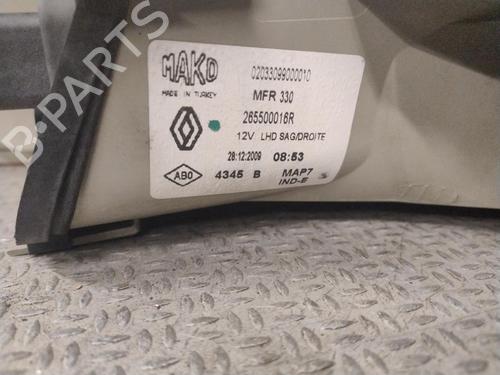 MAKO
MADE IN TURKEY
02033099000010
MFR 330
265500016R
12V LHD SAG/DROITE
28:12:2009 08:53
AB0 4345 B MAP7
IND-E
B-PARTS